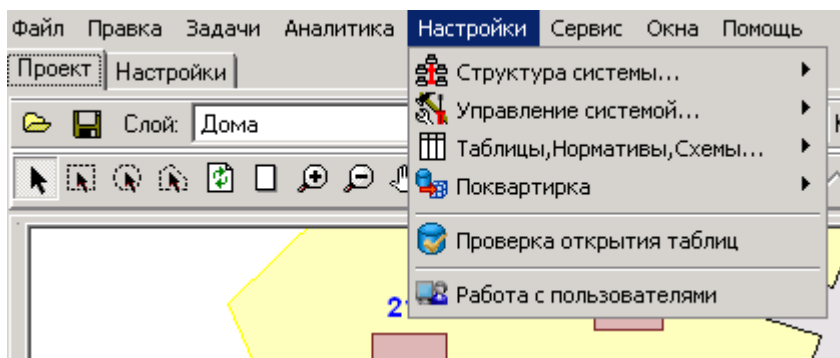 Файл Правка Задачи Аналитика Настройки Сервис Окна Помощь
Проект Настройки
Структура системы...
Слой: Дома
Управление системой...
Таблицы,Нормативы,Схемы...
Поквартирка
Проверка открытия таблиц
Работа с пользователями